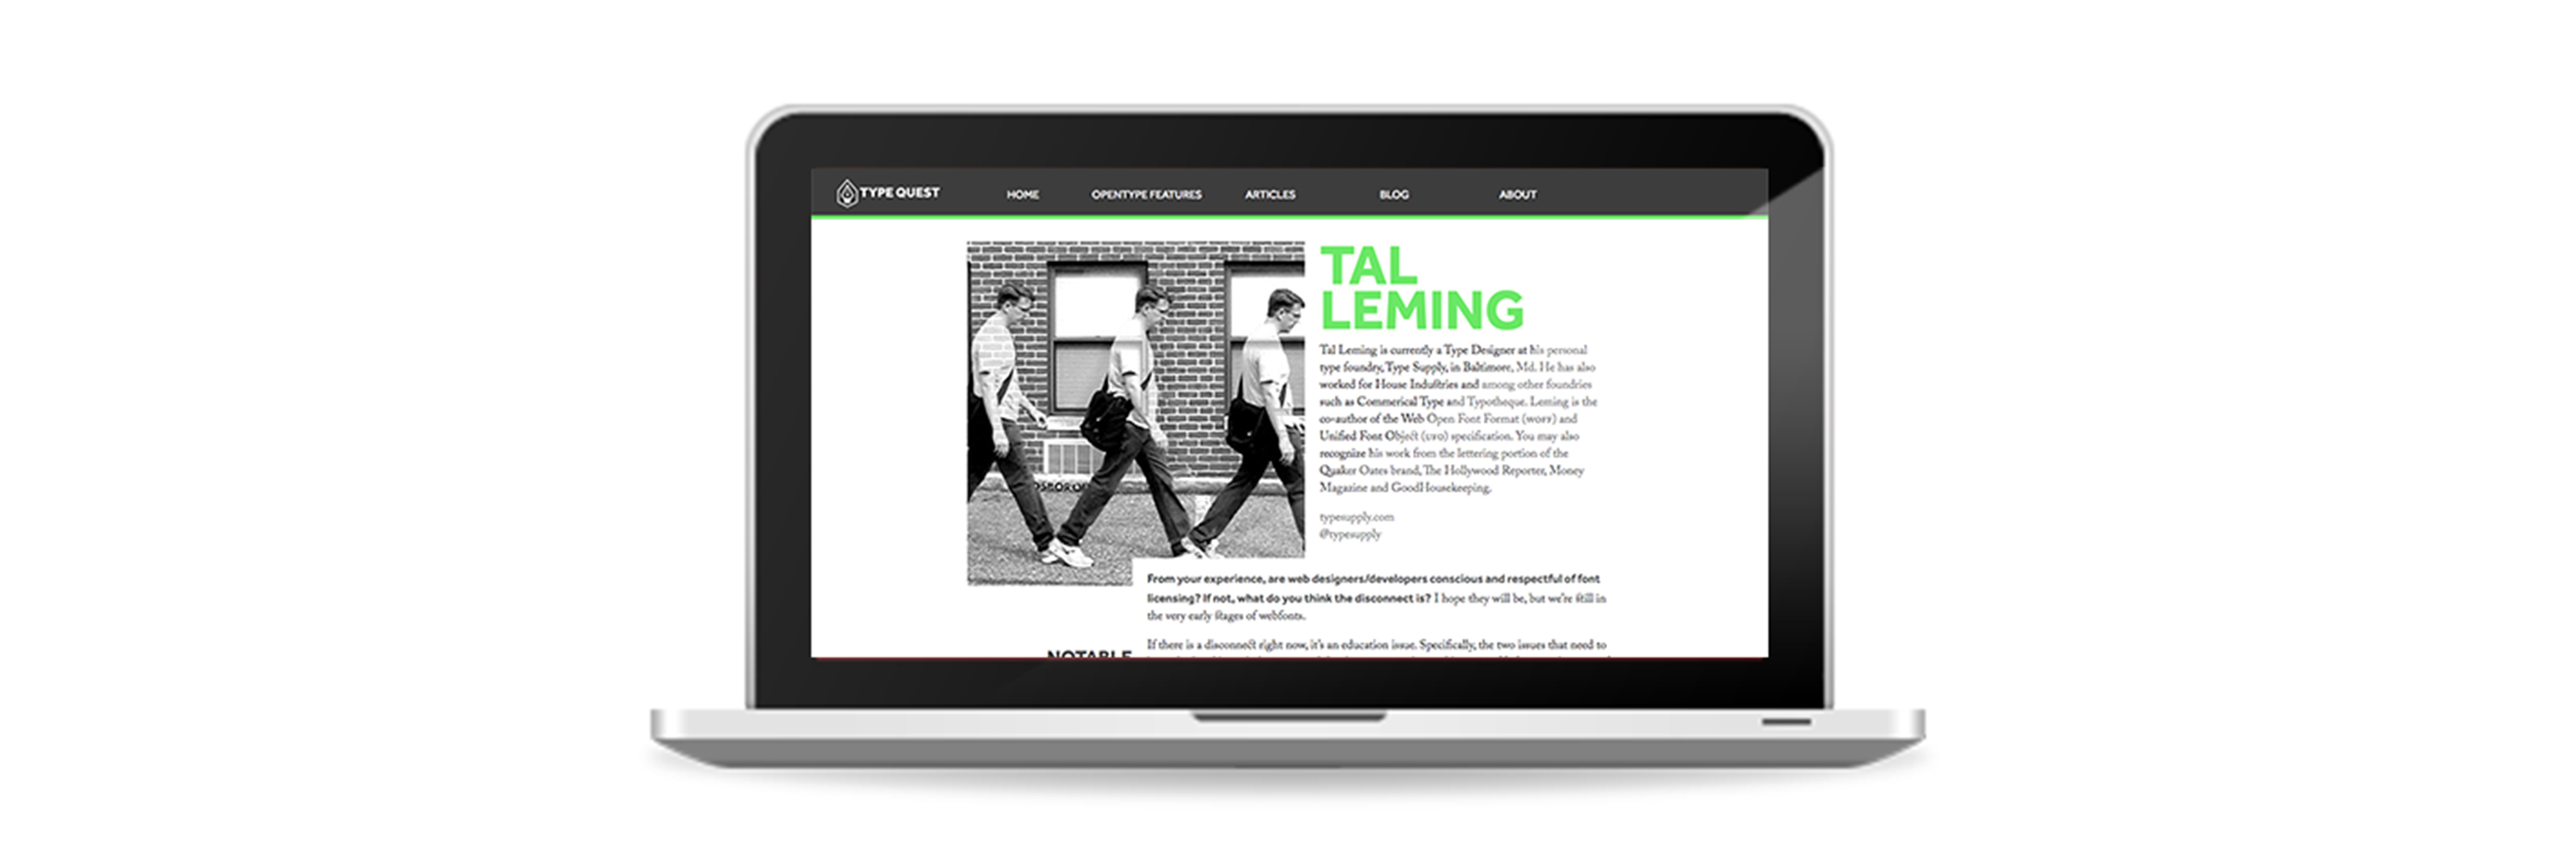 TYPE QUEST
HOME
OPENTYPE FEATURES
ARTICLES
BLOG
ABOUT
TAL
LEMING
Tal Leming is currently a Type Designer at his personal
type foundry, Type Supply, in Baltimore, Md. He has also
worked for House Industries and among other foundries
such as Commerical Type and Typotheque. Leming is the
co-author of the Web Open Font Format (WOFF) and
Unified Font Object (UFO) specification. You may also
recognize his work from the lettering portion of the
Quaker Oates brand, The Hollywood Reporter, Money
Magazine and GoodHousekeeping.
typesupply.com
@typesupply
From your experience, are web designers/developers conscious and respectful of font
licensing? If not, what do you think the disconnect is? I hope they will be, but we're still in
the very early stages of webfonts.
NOTABLE
If there is a disconnect right now, it's an education issue. Specifically, the two issues that need to